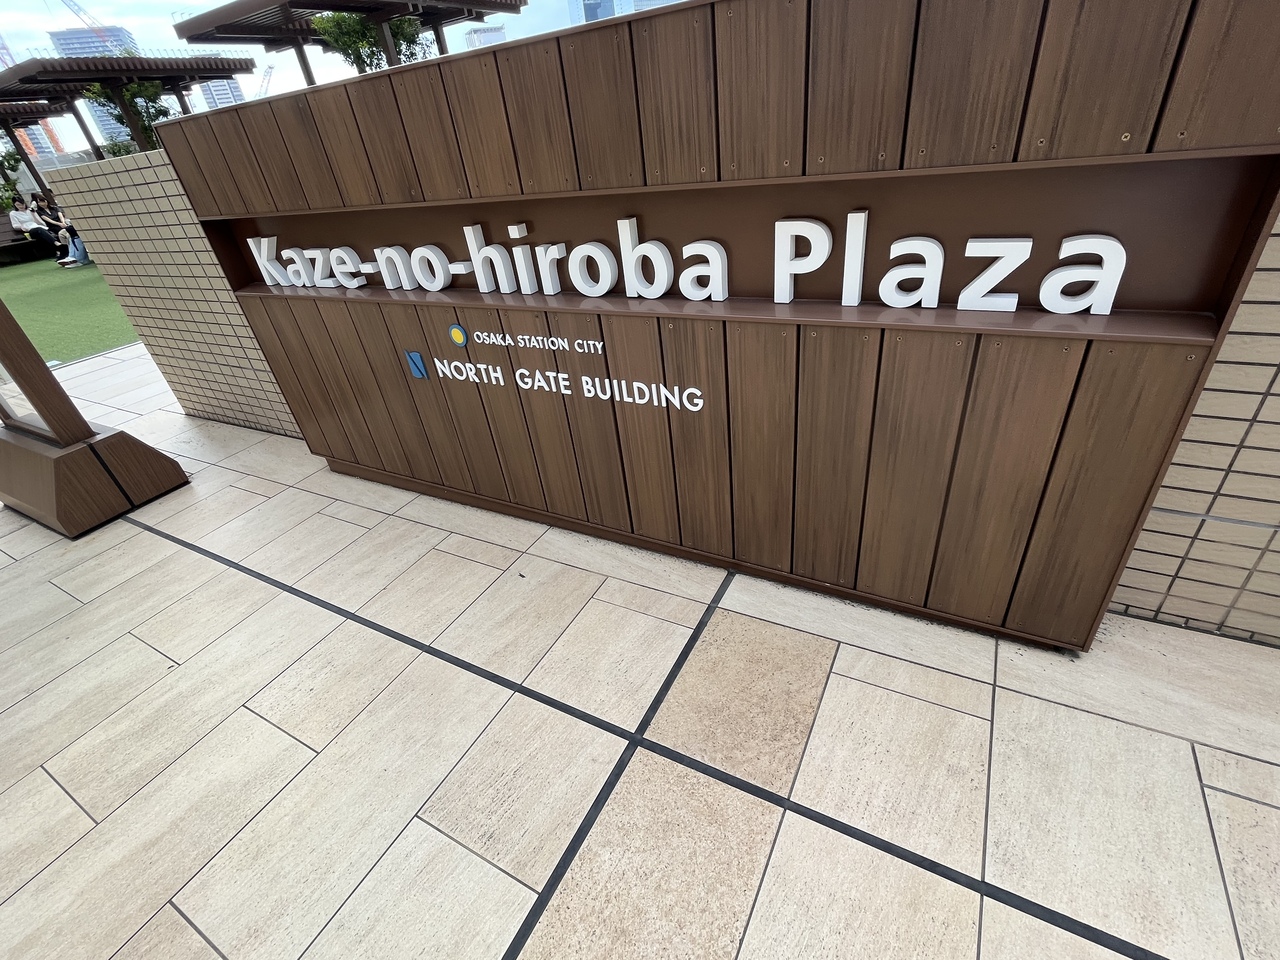 Kaze-no-hiroba Plaza
OSAKA STATION CITY
NORTH GATE BUILDING